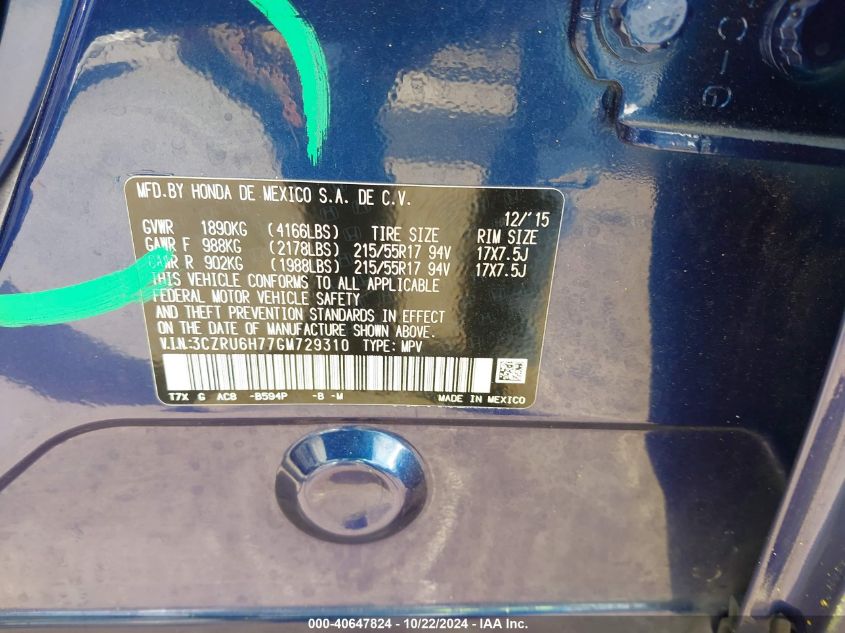 MFD.BY HONDA DE MEXICO S.A. DE C.V.
12/'15
GVWR 1890KG (4166LBS) TIRE SIZE RIM SIZE
GAWR F 988KG (2178LBS) 215/55R17 94V 17X7.5J
GAWR R 902KG (1988LBS) 215/55R17 94V 17X7.5J
THIS VEHICLE CONFORMS TO ALL APPLICABLE
FEDERAL MOTOR VEHICLE SAFETY
AND THEFT PREVENTION STANDARDS IN EFFECT
ON THE DATE OF MANUFACTURE SHOWN ABOVE.
V.I.N.:3CZRU6H77GM729310 TYPE: MPV
T7X G AC8 -B594P -B -M MADE IN MEXICO
000-40647824 - 10/22/2024 - IAA Inc.